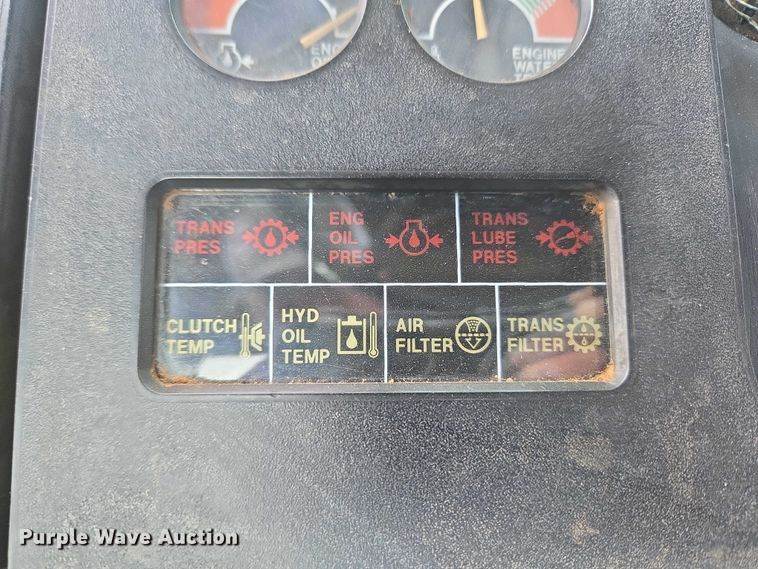 ENGINE
WATE
TRANS
PRES
ENG
OIL
PRES
TRANS
LUBE
PRES
CLUTCH
TEMP
HYD
OIL
TEMP
AIR
FILTER
TRANS
FILTER
Purple Wave Auction